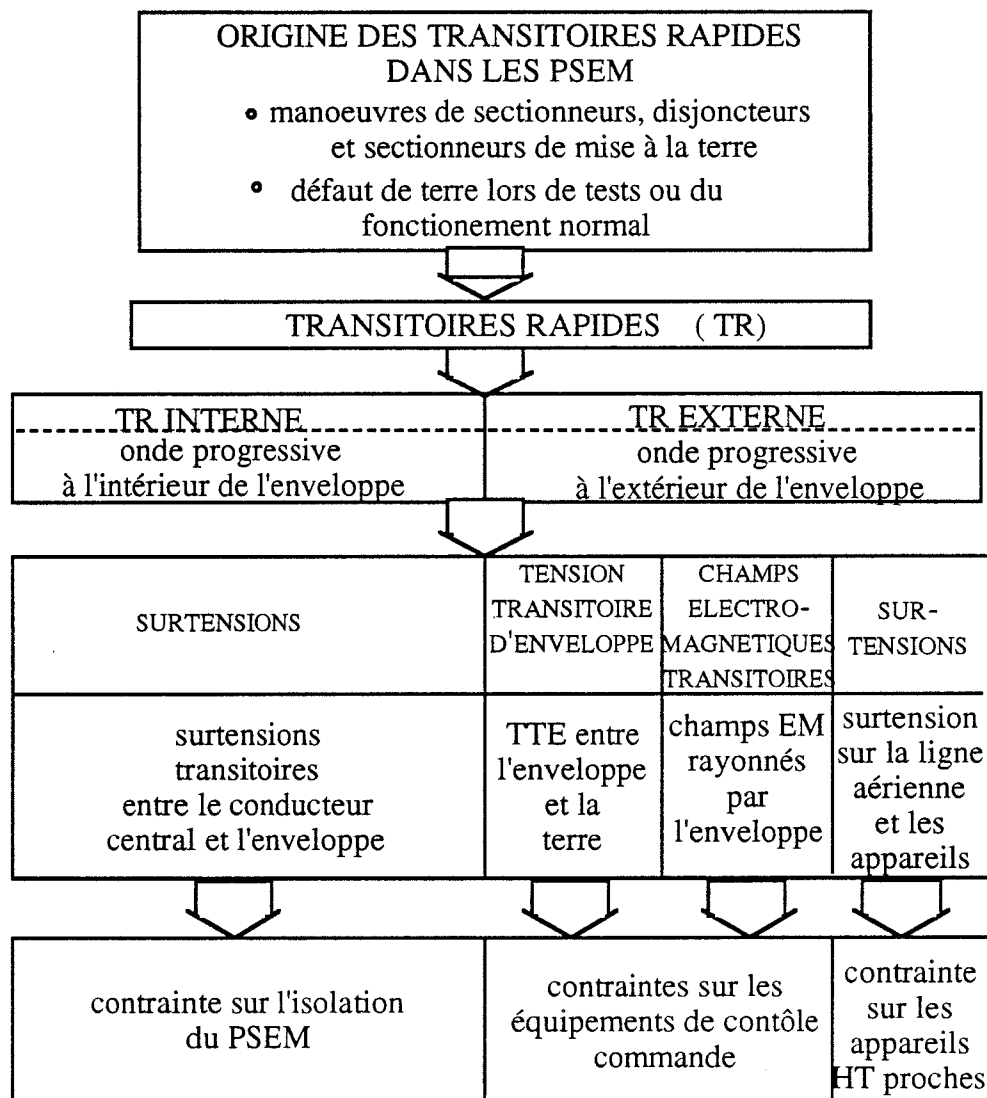 ORIGINE DES TRANSITOIRES RAPIDES
DANS LES PSEM
manoeuvres de sectionneurs, disjoncteurs
et sectionneurs de mise à la terre
défaut de terre lors de tests ou du
fonctionement normal
TRANSITOIRES RAPIDES ( TR)
TR INTERNE
onde progressive
à l'intérieur de l'enveloppe
TR EXTERNE
onde progressive
à l'extérieur de l'enveloppe
SURTENSIONS
TENSION
TRANSITOIRE
D'ENVELOPPE
CHAMPS
ELECTRO-
MAGNETIQUES
TRANSITOIRES
SUR-
TENSIONS
surtensions
transitoires
entre le conducteur
central et l'enveloppe
TTE entre
l'enveloppe
et la
terre
champs EM
rayonnés
par
l'enveloppe
surtension
sur la ligne
aérienne
et les
appareils
contrainte sur l'isolation
du PSEM
contraintes sur les
équipements de contôle
commande
contrainte
sur les
appareils
HT proches